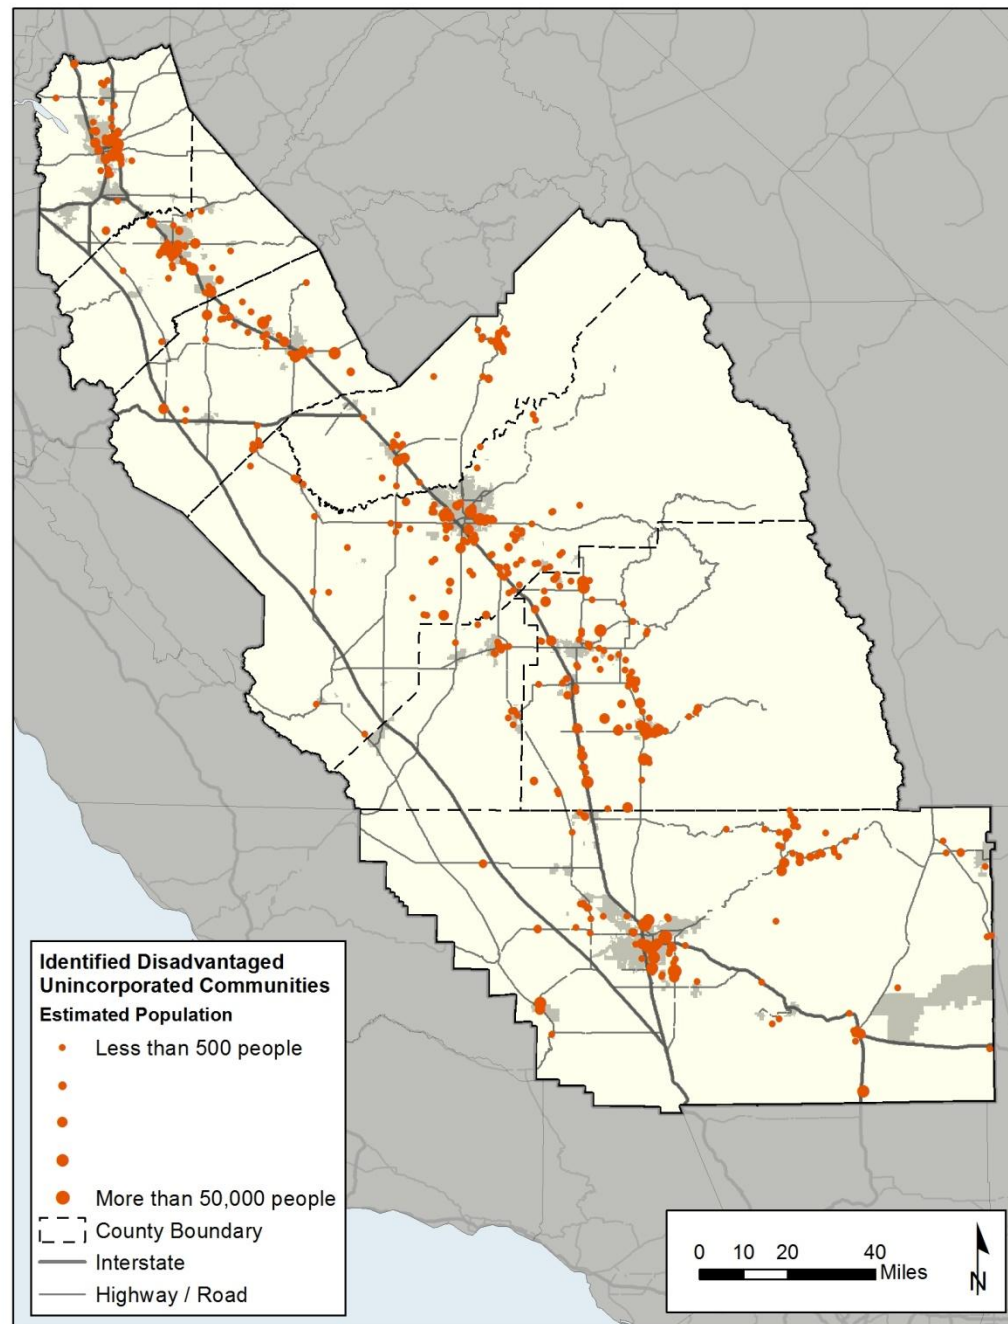 Identified Disadvantaged
Unincorporated Communities
Estimated Population
Less than 500 people
More than 50,000 people
County Boundary
Interstate
Highway / Road
0 10 20 40
Miles
N